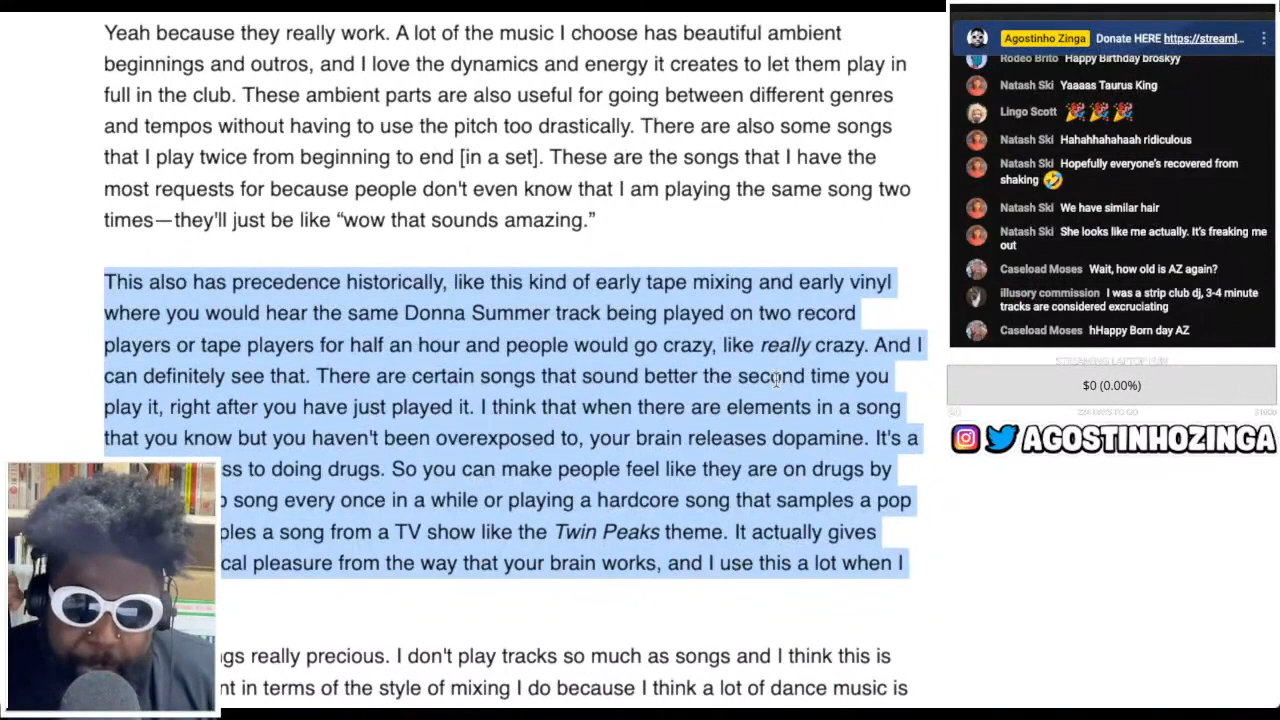 Yeah because they really work. A lot of the music I choose has beautiful ambient
beginnings and outros, and I love the dynamics and energy it creates to let them play in
full in the club. These ambient parts are also useful for going between different genres
and tempos without having to use the pitch too drastically. There are also some songs
that I play twice from beginning to end [in a set]. These are the songs that I have the
most requests for because people don't even know that I am playing the same song two
times—they'll just be like “wow that sounds amazing.”
This also has precedence historically, like this kind of early tape mixing and early vinyl
where you would hear the same Donna Summer track being played on two record
players or tape players for half an hour and people would go crazy, like really crazy. And I
can definitely see that. There are certain songs that sound better the second time you
play it, right after you have just played it. I think that when there are elements in a song
that you know but you haven't been overexposed to, your brain releases dopamine. It's a
ss to doing drugs. So you can make people feel like they are on drugs by
song every once in a while or playing a hardcore song that samples a pop
ples a song from a TV show like the Twin Peaks theme. It actually gives
cal pleasure from the way that your brain works, and I use this a lot when I
gs really precious. I don't play tracks so much as songs and I think this is
nt in terms of the style of mixing I do because I think a lot of dance music is
Agostinho Zinga Donate HERE https://streaml...
Rodeo Brito Happy Birthday broskyy
Natash Ski Yaaaas Taurus King
Lingo Scott 🎉🎉🎉
Natash Ski Hahahhahahaah ridiculous
Natash Ski Hopefully everyone's recovered from
shaking 🤣
Natash Ski We have similar hair
Natash Ski She looks like me actually. It's freaking me
out
Caseload Moses Wait, how old is AZ again?
illusory commission I was a strip club dj, 3-4 minute
tracks are considered excruciating
Caseload Moses hHappy Born day AZ
$0 (0.00%)
AGOSTINHOZINGA